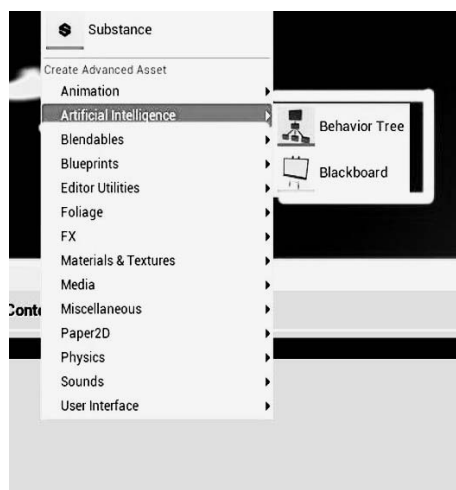 Substance
Create Advanced Asset
Animation
Artificial Intelligence
Behavior Tree
Blendables
Blueprints
Blackboard
Editor Utilities
Foliage
FX
Materials & Textures
Media
Miscellaneous
Conte
Paper2D
Physics
Sounds
User Interface